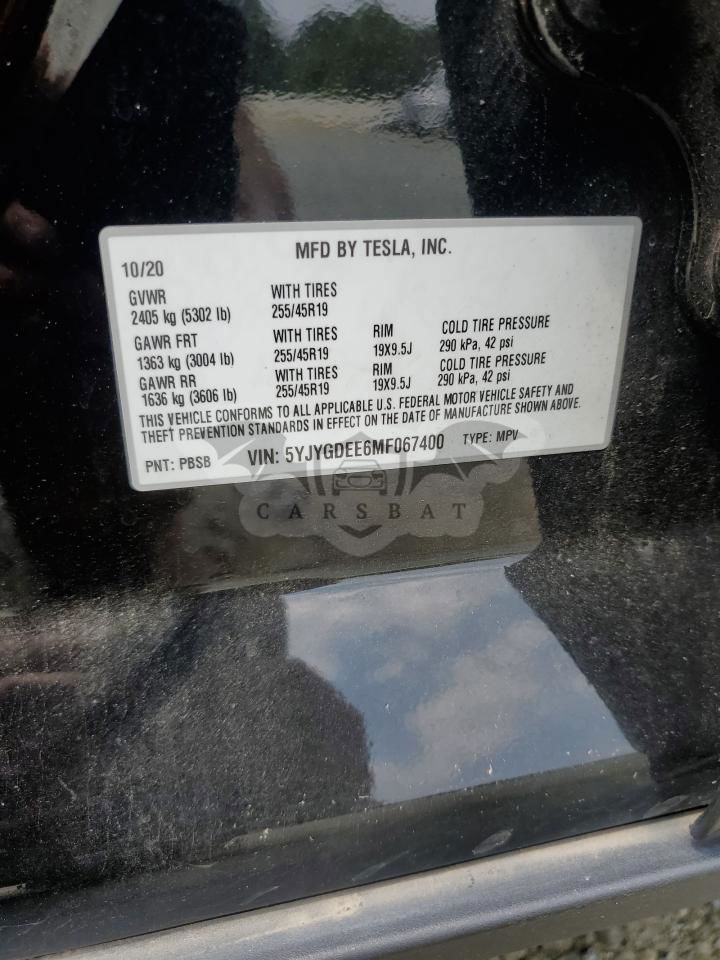 MFD BY TESLA, INC.
10/20
GVWR WITH TIRES
2405 kg (5302 lb) 255/45R19
GAWR FRT WITH TIRES RIM COLD TIRE PRESSURE
1363 kg (3004 lb) 255/45R19 19X9.5J 290 kPa, 42 psi
GAWR RR WITH TIRES RIM COLD TIRE PRESSURE
1636 kg (3606 lb) 255/45R19 19X9.5J 290 kPa, 42 psi
THIS VEHICLE CONFORMS TO ALL APPLICABLE U.S. FEDERAL MOTOR VEHICLE SAFETY AND
THEFT PREVENTION STANDARDS IN EFFECT ON THE DATE OF MANUFACTURE SHOWN ABOVE.
PNT: PBSB VIN: 5YJYGDEE6MF067400 TYPE: MPV
CARSBAT